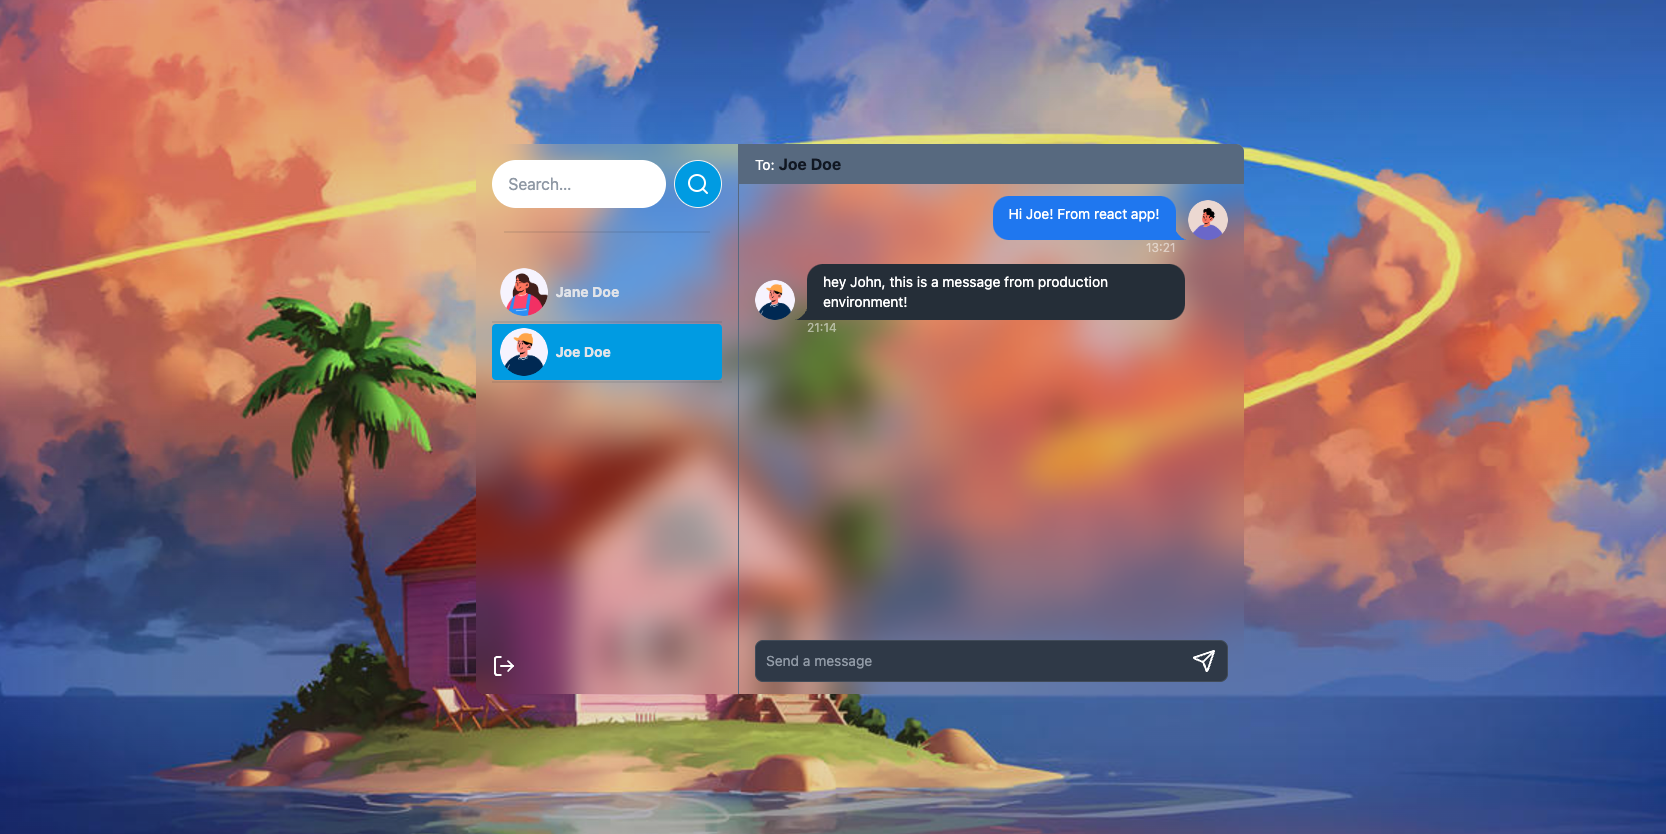 Search...
Jane Doe
Joe Doe
To: Joe Doe
Hi Joe! From react app!
13:21
hey John, this is a message from production
environment!
21:14
Send a message